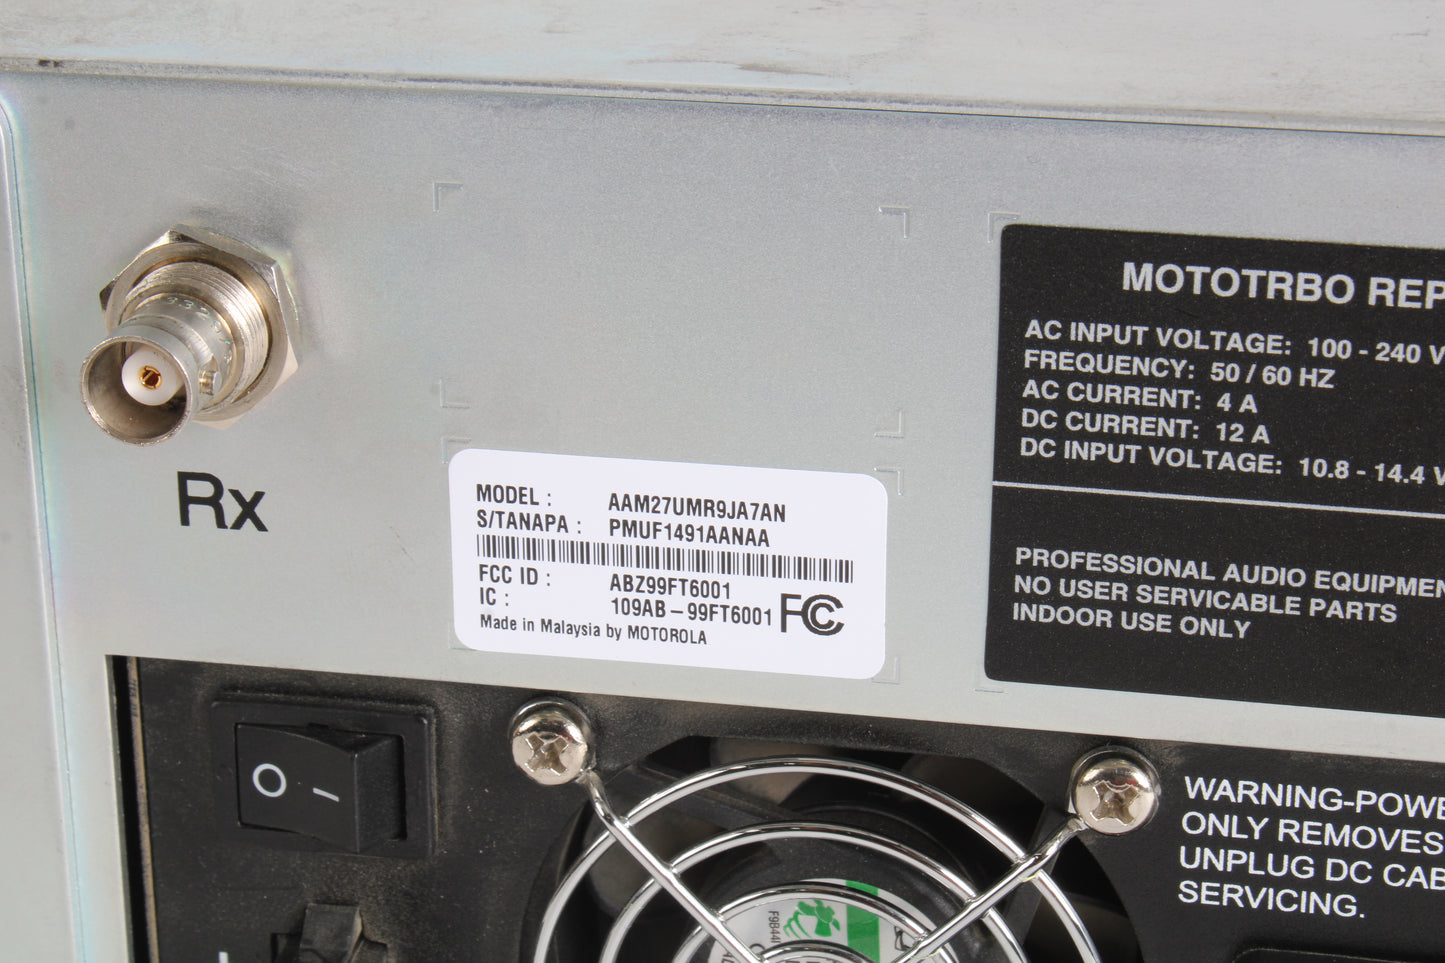 MOTOTRBO REP
AC INPUT VOLTAGE: 100 - 240 V
FREQUENCY: 50 / 60 HZ
AC CURRENT: 4 A
DC CURRENT: 12 A
DC INPUT VOLTAGE: 10.8 - 14.4 V
Rx
MODEL : AAM27UMR9JA7AN
S/TANAPA : PMUF1491AANAA
FCC ID : ABZ99FT6001
IC : 109AB-99FT6001
FCC
Made in Malaysia by MOTOROLA
PROFESSIONAL AUDIO EQUIPMEN
NO USER SERVICABLE PARTS
INDOOR USE ONLY
O –
WARNING-POWE
ONLY REMOVES
UNPLUG DC CAB
SERVICING.